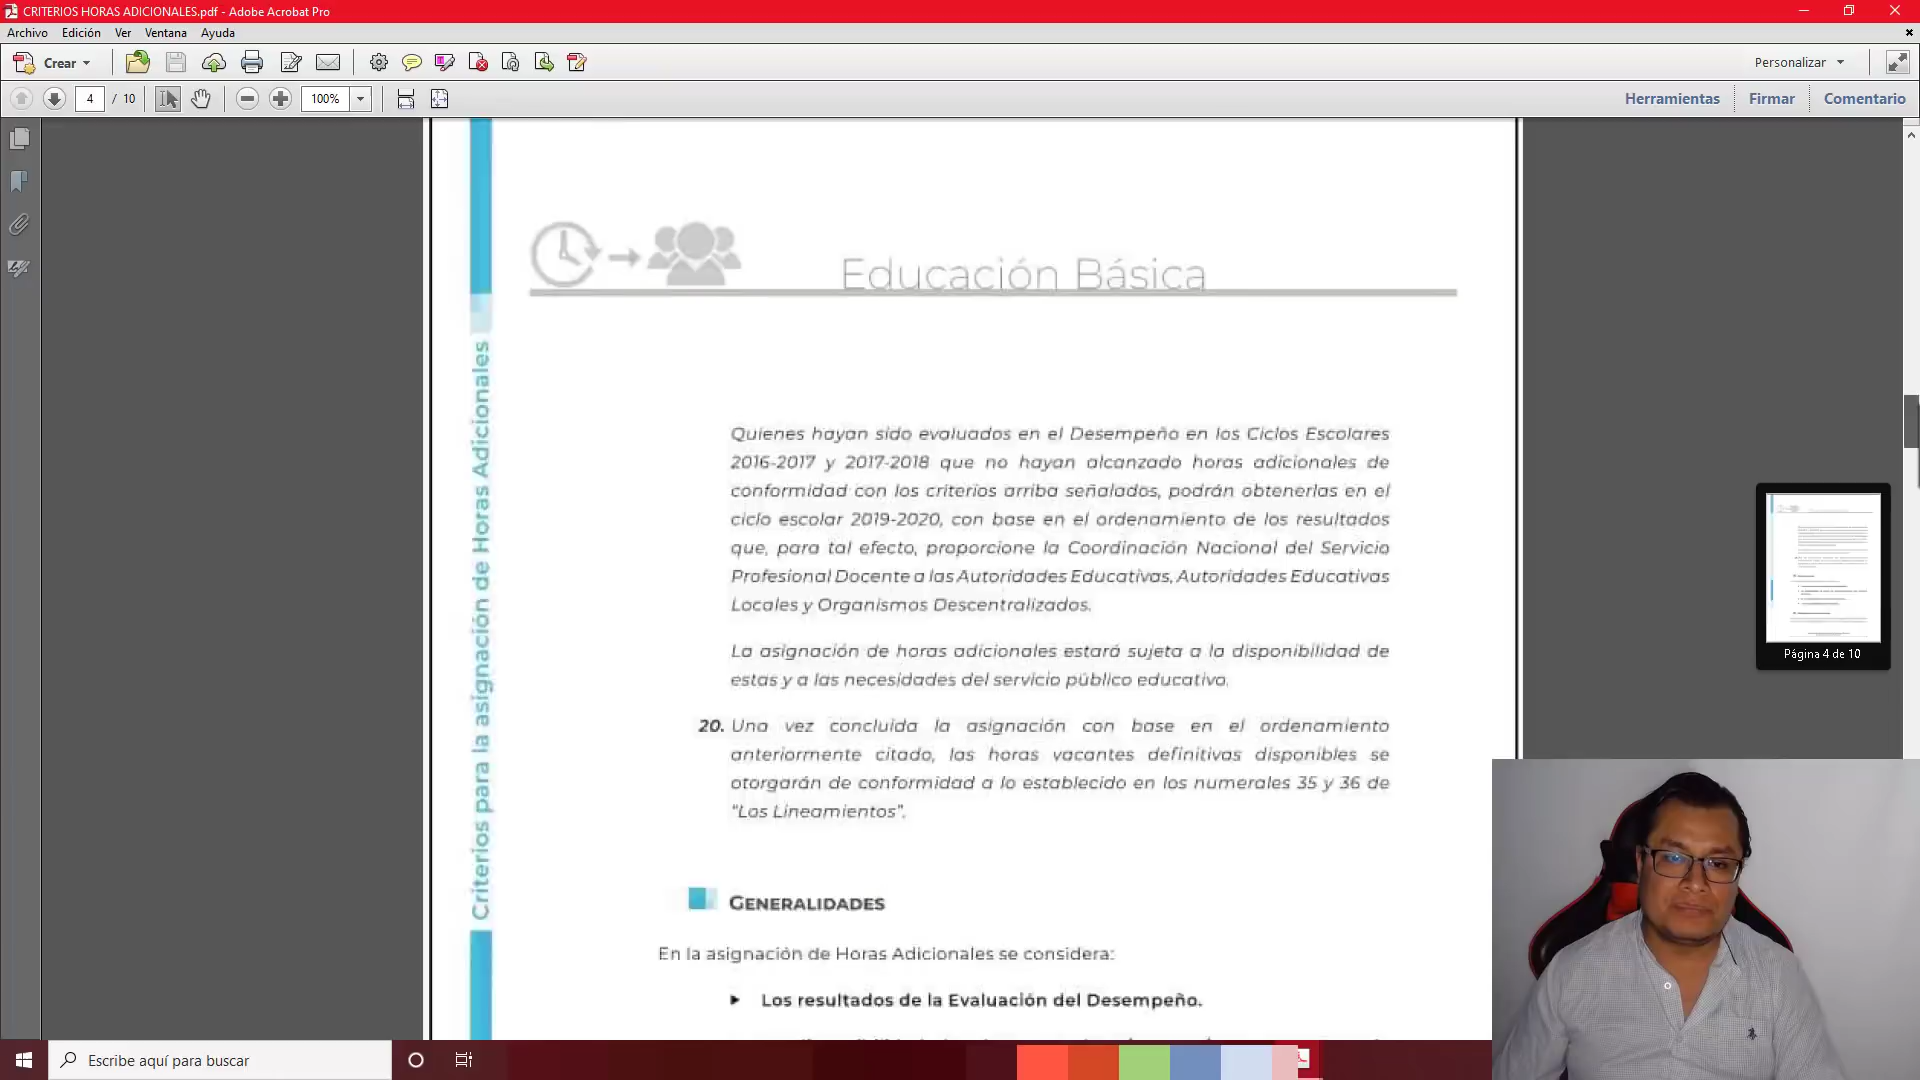 CRITERIOS HORAS ADICIONALES.pdf - Adobe Acrobat Pro
Archivo Edición Ver Ventana Ayuda
Crear
Personalizar
4 / 10
100%
Herramientas
Firmar
Comentario
Criterios para la asignación de Horas Adicionales
Educación Básica
Quienes hayan sido evaluados en el Desempeño en los Ciclos Escolares
2016-2017 y 2017-2018 que no hayan alcanzado horas adicionales de
conformidad con los criterios arriba señalados, podrán obtenerlas en el
ciclo escolar 2019-2020, con base en el ordenamiento de los resultados
que, para tal efecto, proporcione la Coordinación Nacional del Servicio
Profesional Docente a las Autoridades Educativas, Autoridades Educativas
Locales y Organismos Descentralizados.
La asignación de horas adicionales estará sujeta a la disponibilidad de
estas y a las necesidades del servicio público educativo.
20. Una vez concluida la asignación con base en el ordenamiento
anteriormente citado, las horas vacantes definitivas disponibles se
otorgarán de conformidad a lo establecido en los numerales 35 y 36 de
“Los Lineamientos”.
GENERALIDADES
En la asignación de Horas Adicionales se considera:
Los resultados de la Evaluación del Desempeño.
Página 4 de 10
Escribe aquí para buscar